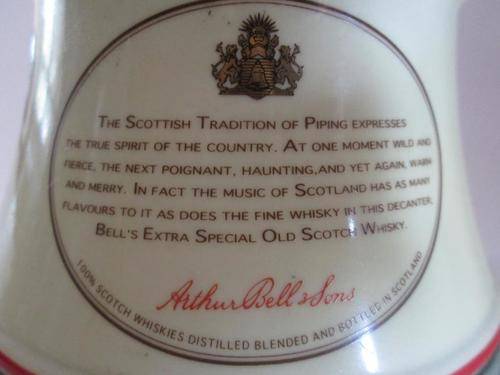 The Scottish Tradition of Piping expresses
the true spirit of the country. At one moment wild and
fierce, the next poignant, haunting, and yet again, warm
and merry. In fact the music of Scotland has as many
flavours to it as does the fine whisky in this decanter,
Bell's Extra Special Old Scotch Whisky.
Arthur Bell & Sons
100% SCOTCH WHISKIES DISTILLED BLENDED AND BOTTLED IN SCOTLAND